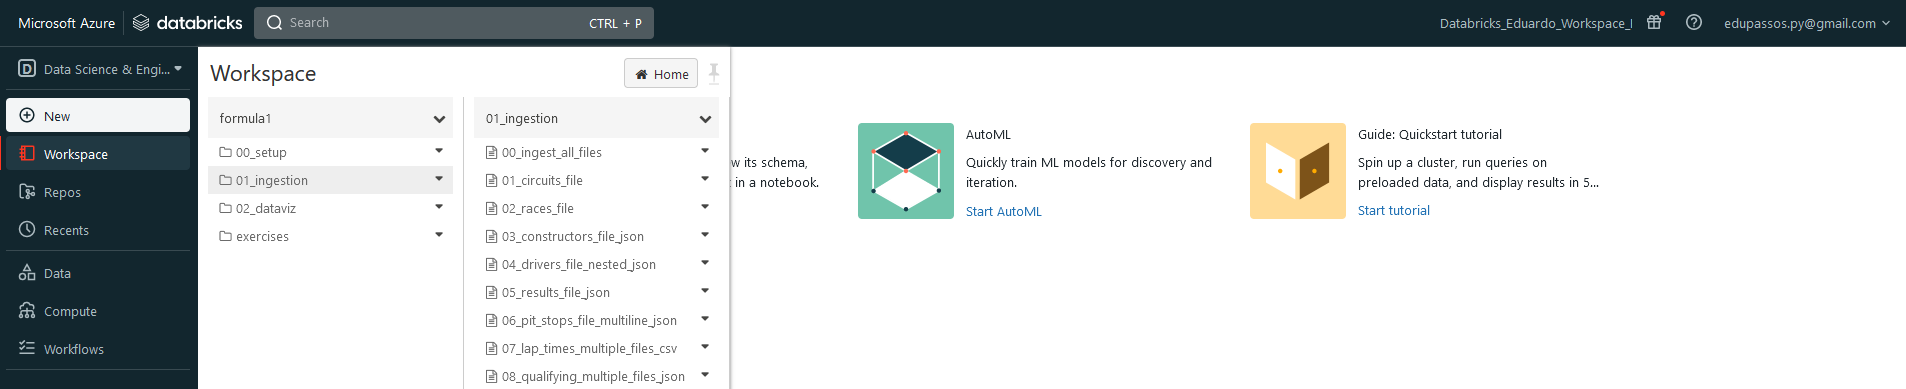 Microsoft Azure databricks Search CTRL + P Databricks_Eduardo_Workspace_ edupassos.py@gmail.com
Data Science & Engi...
New
Workspace
Repos
Recents
Data
Compute
Workflows
Workspace Home
formula1
00_setup
01_ingestion
02_dataviz
exercises
01_ingestion
00_ingest_all_files
01_circuits_file
02_races_file
03_constructors_file_json
04_drivers_file_nested_json
05_results_file_json
06_pit_stops_file_multiline_json
07_lap_times_multiple_files_csv
08_qualifying_multiple_files_json
w its schema,
in a notebook.
AutoML
Quickly train ML models for discovery and
iteration.
Start AutoML
Guide: Quickstart tutorial
Spin up a cluster, run queries on
preloaded data, and display results in 5...
Start tutorial